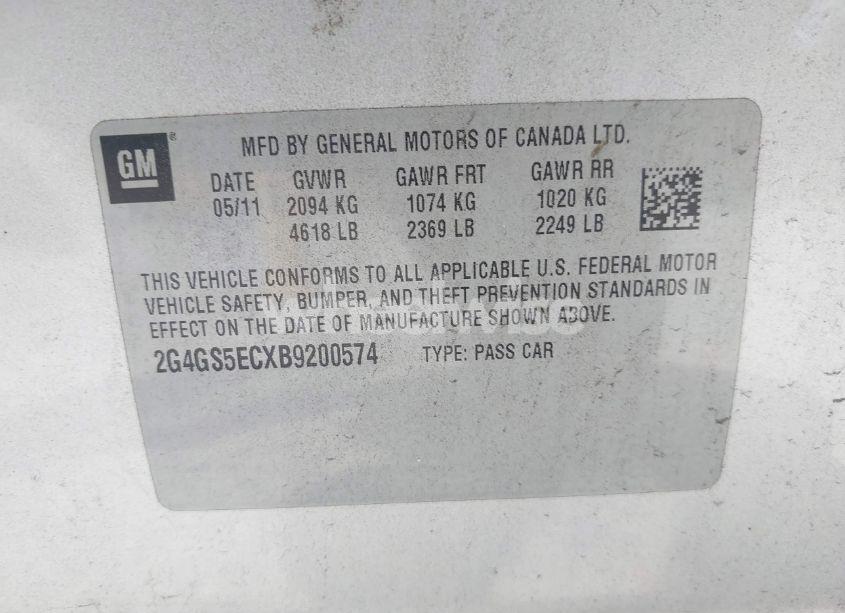 GM®
MFD BY GENERAL MOTORS OF CANADA LTD.
DATE GVWR GAWR FRT GAWR RR
05/11 2094 KG 1074 KG 1020 KG
4618 LB 2369 LB 2249 LB
THIS VEHICLE CONFORMS TO ALL APPLICABLE U.S. FEDERAL MOTOR
VEHICLE SAFETY, BUMPER, AND THEFT PREVENTION STANDARDS IN
EFFECT ON THE DATE OF MANUFACTURE SHOWN ABOVE.
2G4GS5ECXB9200574 TYPE: PASS CAR